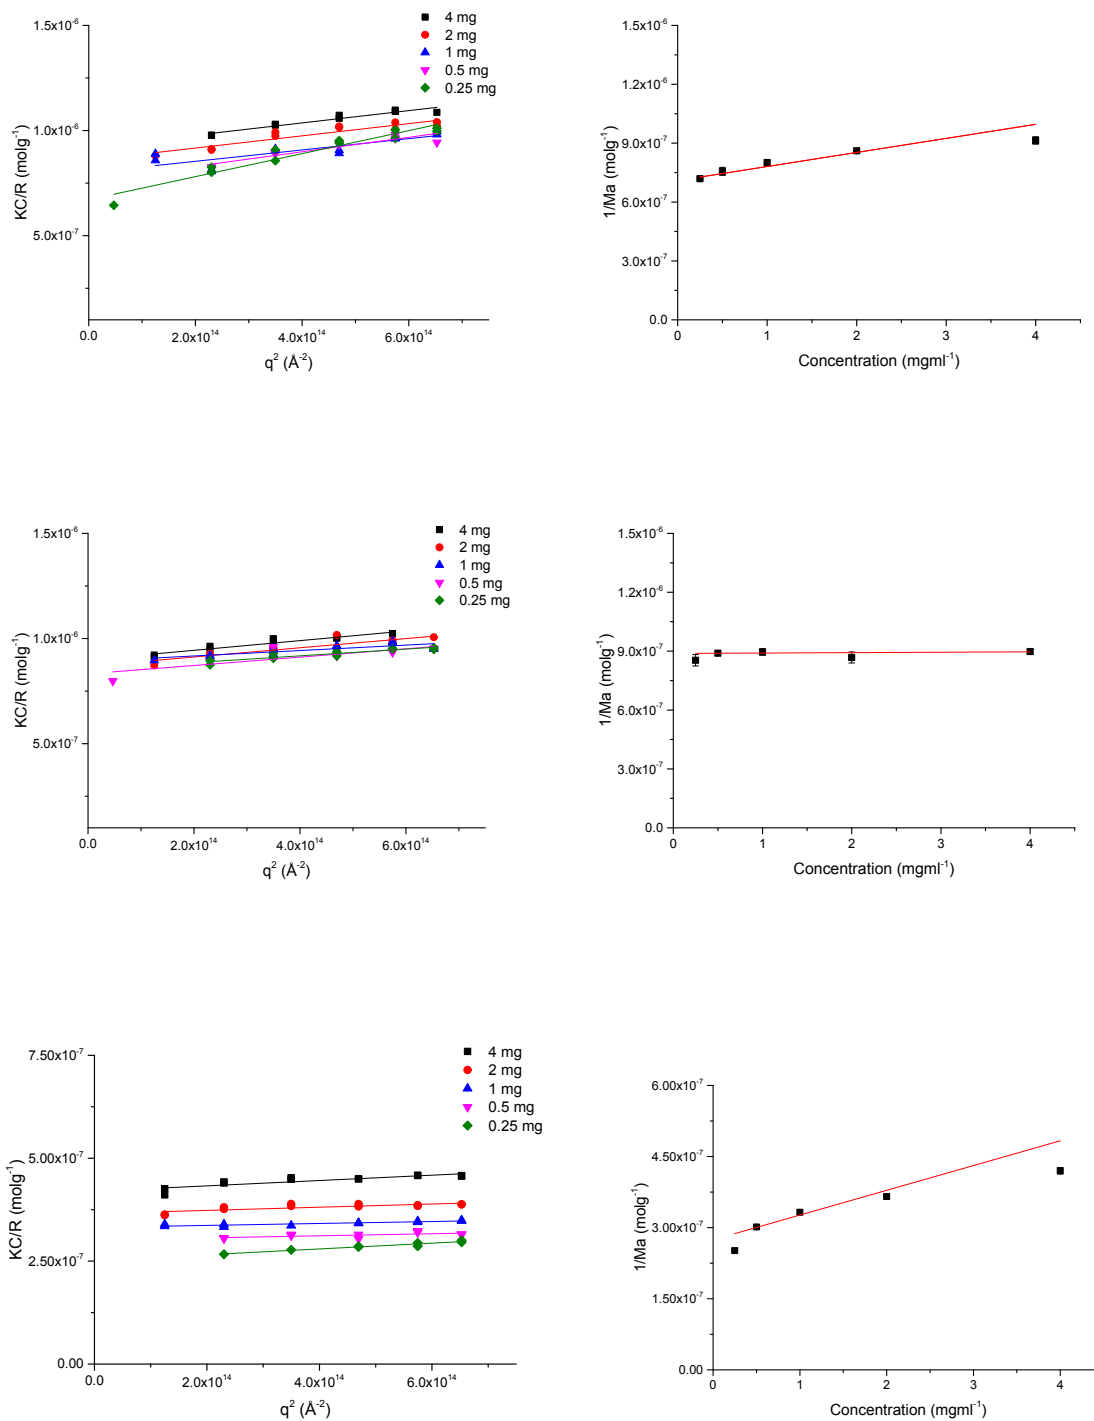 1.5x10⁻⁶
1.0x10⁻⁶
5.0x10⁻⁷
KC/R (molg⁻¹)
0.0
2.0x10¹⁴
4.0x10¹⁴
6.0x10¹⁴
q² (Å⁻²)
4 mg
2 mg
1 mg
0.5 mg
0.25 mg
1.5x10⁻⁶
1.2x10⁻⁶
9.0x10⁻⁷
6.0x10⁻⁷
3.0x10⁻⁷
0.0
1/Ma (molg⁻¹)
0
1
2
3
4
Concentration (mgml⁻¹)
1.5x10⁻⁶
1.0x10⁻⁶
5.0x10⁻⁷
KC/R (molg⁻¹)
0.0
2.0x10¹⁴
4.0x10¹⁴
6.0x10¹⁴
q² (Å⁻²)
4 mg
2 mg
1 mg
0.5 mg
0.25 mg
1.5x10⁻⁶
1.2x10⁻⁶
9.0x10⁻⁷
6.0x10⁻⁷
3.0x10⁻⁷
0.0
1/Ma (molg⁻¹)
0
1
2
3
4
Concentration (mgml⁻¹)
7.50x10⁻⁷
5.00x10⁻⁷
2.50x10⁻⁷
0.00
KC/R (molg⁻¹)
0.0
2.0x10¹⁴
4.0x10¹⁴
6.0x10¹⁴
q² (Å⁻²)
4 mg
2 mg
1 mg
0.5 mg
0.25 mg
6.00x10⁻⁷
4.50x10⁻⁷
3.00x10⁻⁷
1.50x10⁻⁷
0.00
1/Ma (molg⁻¹)
0
1
2
3
4
Concentration (mgml⁻¹)